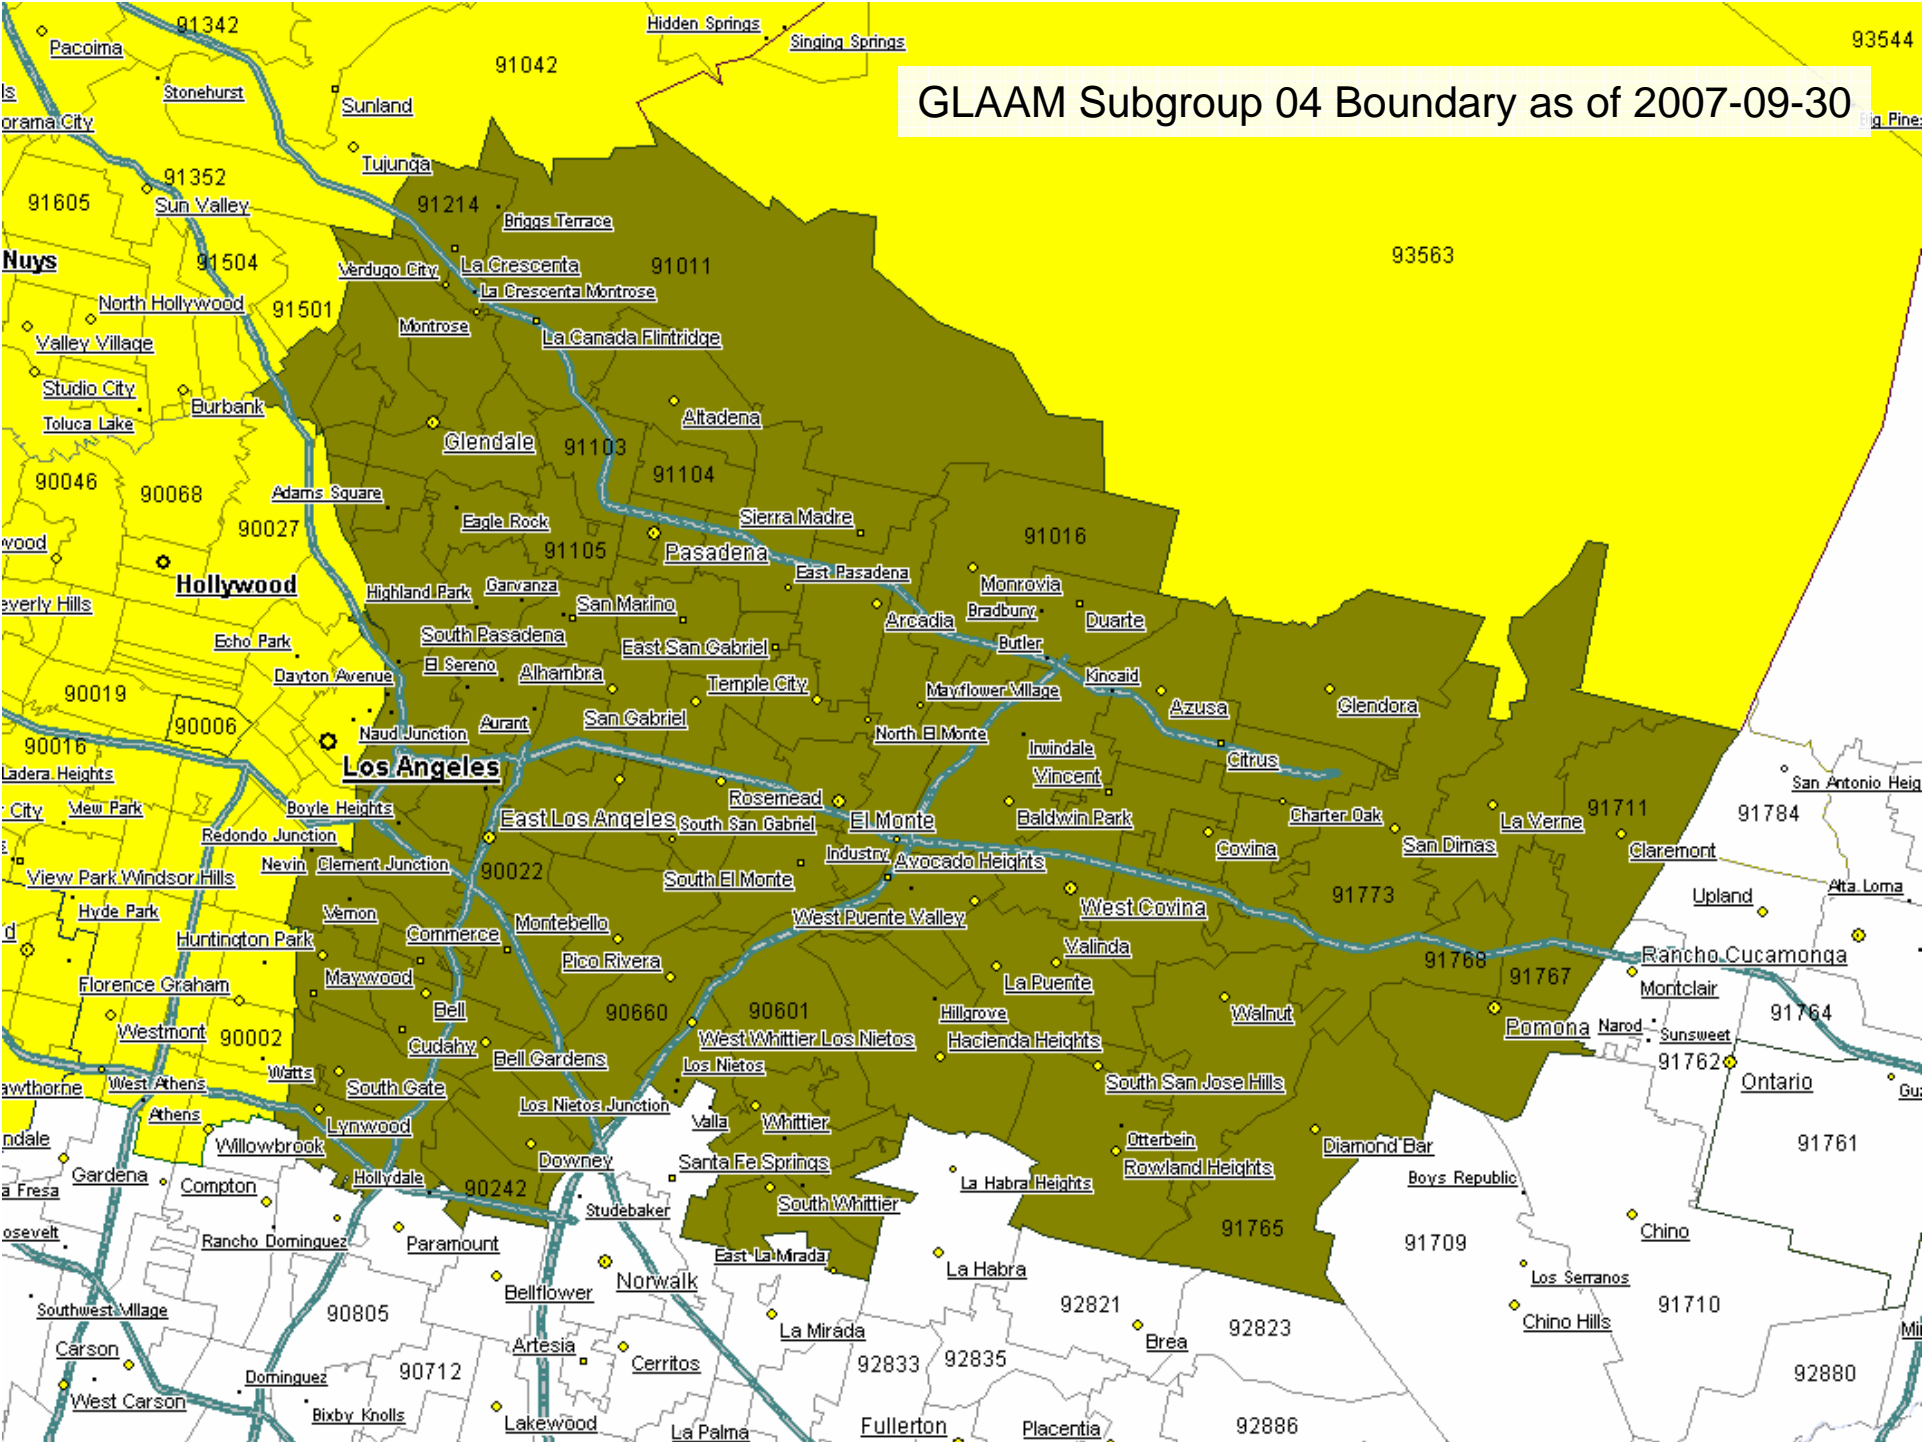 91342
Hidden Springs
Pacoima
Singing Springs
93544
91042
Stonehurst
ls
Sunland
GLAAM Subgroup 04 Boundary as of 2007-09-30
orama City
Big Pines
Tujunga
91352
91605
Sun Valley
91214
Briggs Terrace
Nuys
91504
Verdugo City
La Crescenta
91011
93563
La Crescenta Montrose
North Hollywood
91501
Montrose
La Canada Flintridge
Valley Village
Studio City
Burbank
Toluca Lake
Altadena
Glendale
91103
91104
90046
90068
Adams Square
Eagle Rock
Sierra Madre
90027
91016
wood
91105
Pasadena
East Pasadena
Hollywood
Highland Park
Garvanza
Monrovia
everly Hills
San Marino
Bradbury
Arcadia
Duarte
Echo Park
South Pasadena
East San Gabriel
Butler
El Sereno
Alhambra
Dayton Avenue
Temple City
Mayflower Village
Kincaid
90019
Azusa
Glendora
90006
Aurant
San Gabriel
Naud Junction
North El Monte
90016
Irwindale
Los Angeles
Citrus
Ladera Heights
Vincent
San Antonio Heig
City
View Park
Boyle Heights
Rosemead
91711
91784
East Los Angeles
South San Gabriel
El Monte
Baldwin Park
Charter Oak
La Verne
Redondo Junction
Industry
Covina
San Dimas
Claremont
Nevin
Clement Junction
90022
Avocado Heights
View Park Windsor Hills
South El Monte
91773
Upland
Alta Loma
Hyde Park
Vernon
Montebello
West Puente Valley
West Covina
d
Huntington Park
Commerce
Valinda
Rancho Cucamonga
Pico Rivera
91768
91767
Florence Graham
Maywood
La Puente
Montclair
Bell
90660
90601
Hillgrove
Walnut
91764
Westmont
90002
Pomona
Narod
Sunsweet
Cudahy
Bell Gardens
West Whittier Los Nietos
Hacienda Heights
91762
Watts
Los Nietos
Ontario
awthorne
West Athens
South Gate
South San Jose Hills
Gu
Athens
Los Nietos Junction
Valla
Whittier
Lynwood
ndale
Willowbrook
Otterbein
Diamond Bar
91761
Gardena
Downey
Santa Fe Springs
Rowland Heights
a Fresa
Compton
Hollydale
90242
La Habra Heights
Boys Republic
South Whittier
Studebaker
osevelt
91765
Chino
Rancho Dominguez
Paramount
East La Mirada
91709
La Habra
Norwalk
Los Serranos
Bellflower
Southwest Village
90805
92821
91710
La Mirada
92823
Chino Hills
Mi
Carson
Artesia
Brea
Cerritos
92833
92835
Dominguez
90712
92880
West Carson
Bixby Knolls
Lakewood
La Palma
Fullerton
Placentia
92886